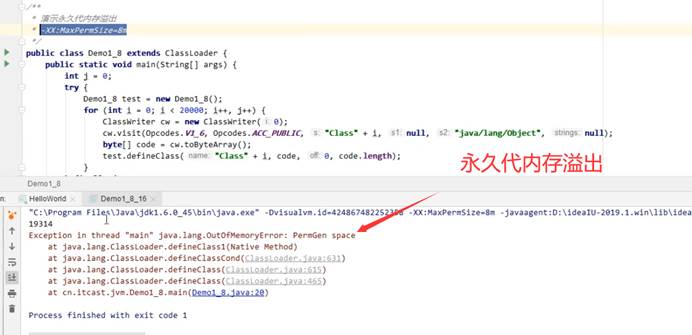 /**
* 演示永久代内存溢出
* -XX:MaxPermSize=8m
*/
public class Demo1_8 extends ClassLoader {
public static void main(String[] args) {
int j = 0;
try {
Demo1_8 test = new Demo1_8();
for (int i = 0; i < 20000; i++, j++) {
ClassWriter cw = new ClassWriter( i: 0);
cw.visit(Opcodes.V1_6, Opcodes.ACC_PUBLIC, s: "Class" + i, s1: null, s2: "java/lang/Object", strings: null);
byte[] code = cw.toByteArray();
test.defineClass( name: "Class" + i, code, off: 0, code.length);
}
永久代内存溢出
Demo1_8
HelloWorld × Demo1_8_16 ×
"C:\Program Files\Java\jdk1.6.0_45\bin\java.exe" -Dvisualvm.id=424867482252358 -XX:MaxPermSize=8m -javaagent:D:\ideaIU-2019.1.win\lib\idea
19314
Exception in thread "main" java.lang.OutOfMemoryError: PermGen space
at java.lang.ClassLoader.defineClass1(Native Method)
at java.lang.ClassLoader.defineClassCond(ClassLoader.java:631)
at java.lang.ClassLoader.defineClass(ClassLoader.java:615)
at java.lang.ClassLoader.defineClass(ClassLoader.java:465)
at cn.itcast.jvm.Demo1_8.main(Demo1_8.java:20)
Process finished with exit code 1